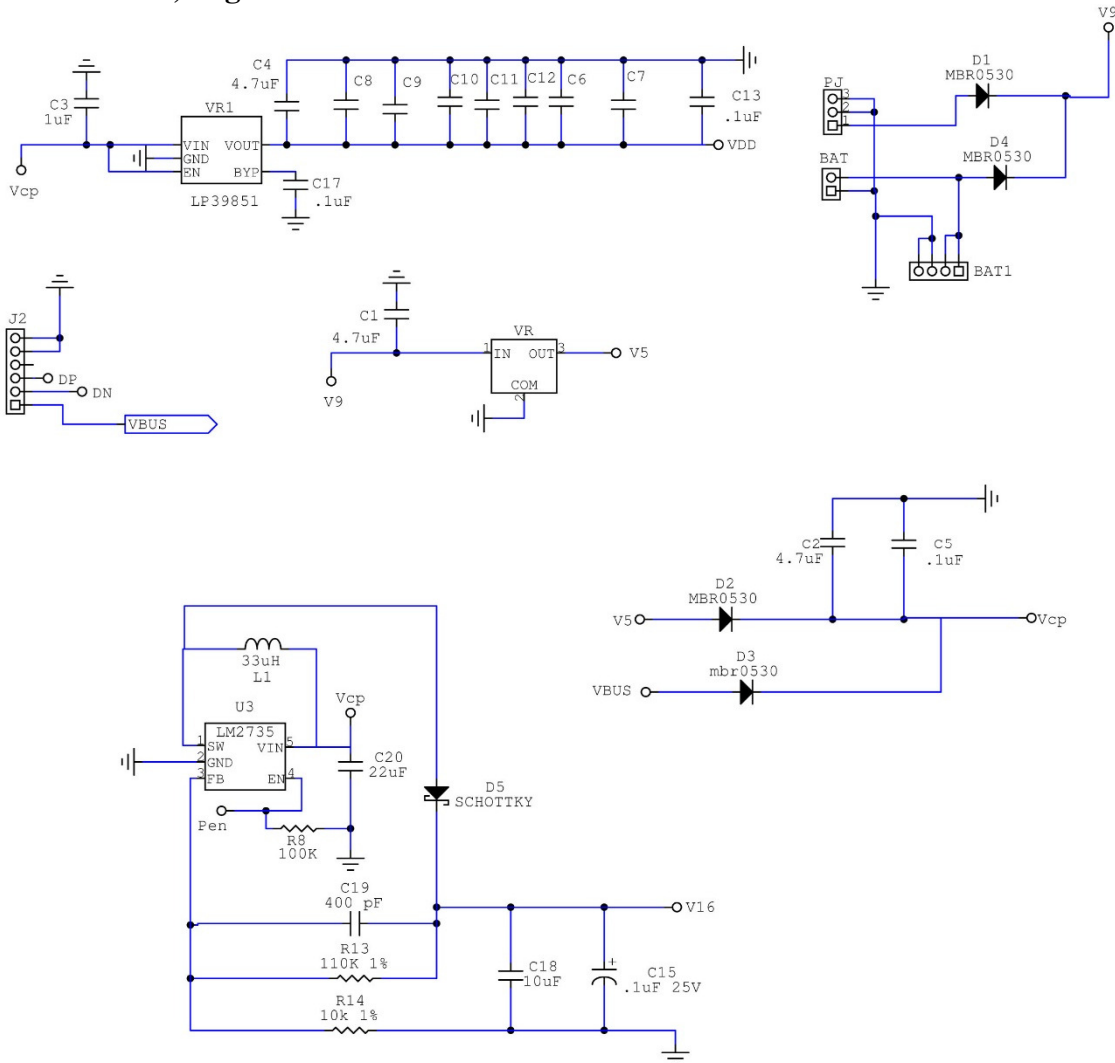 V9
C4
4.7uF
C8
C9
C10
C11
C12
C6
C7
C13
.1uF
C3
1uF
VR1
VIN
GND
EN
VOUT
BYP
LP39851
Vcp
C17
.1uF
VDD
PJ
3
2
1
D1
MBR0530
BAT
D4
MBR0530
BAT1
J2
DP
DN
VBUS
C1
4.7uF
V9
VR
1
IN
OUT
3
COM
2
V5
C2
4.7uF
C5
.1uF
D2
MBR0530
V5
Vcp
D3
mbr0530
VBUS
33uH
L1
U3
LM2735
1
SW
2
GND
3
FB
VIN
5
EN
4
Vcp
C20
22uF
Pen
R8
100K
D5
SCHOTTKY
C19
400 pF
V16
R13
110K 1%
R14
10k 1%
C18
10uF
+
C15
.1uF 25V